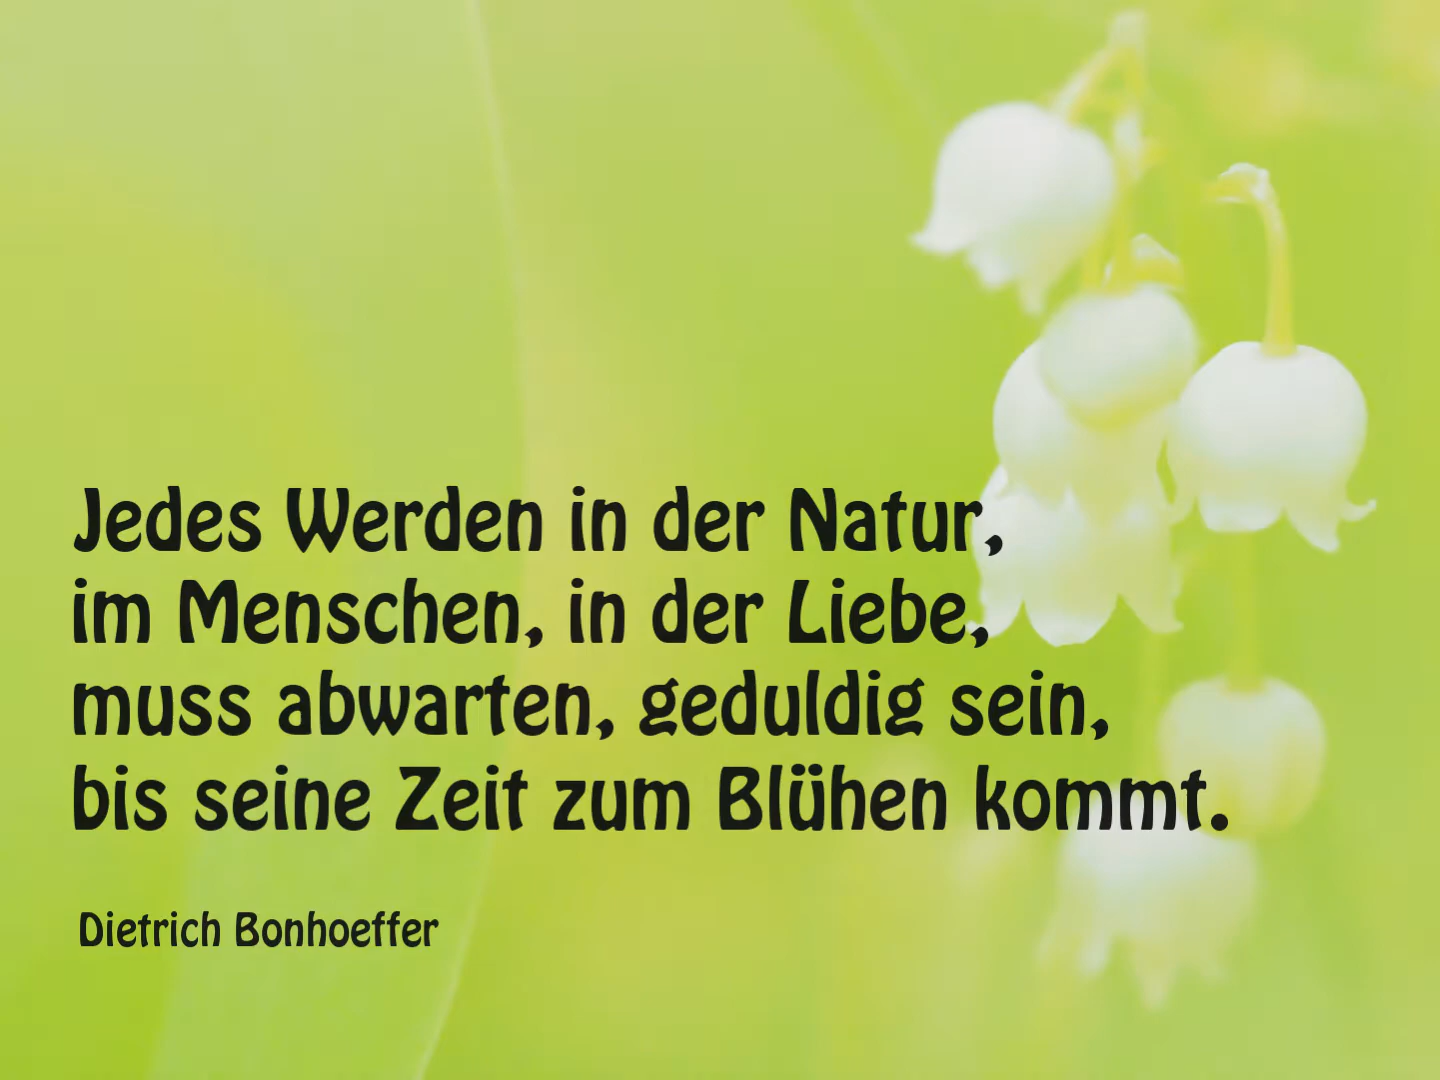 Jedes Werden in der Natur,
im Menschen, in der Liebe,
muss abwarten, geduldig sein,
bis seine Zeit zum Blühen kommt.
Dietrich Bonhoeffer